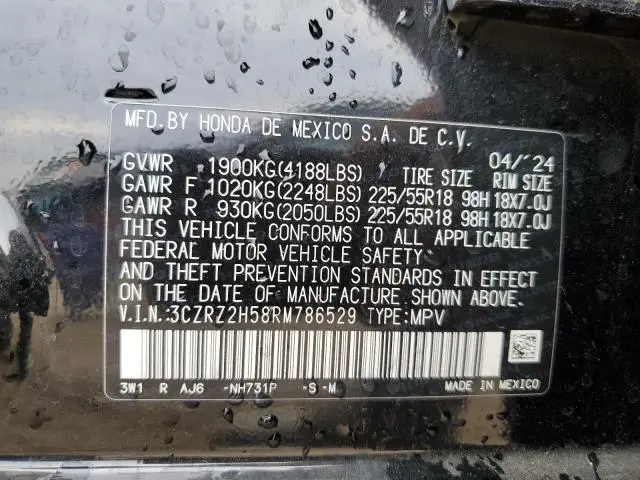 MFD. BY HONDA DE MEXICO S.A. DE C.V.
04/'24
GVWR 1900KG(4188LBS) TIRE SIZE RIM SIZE
GAWR F 1020KG(2248LBS) 225/55R18 98H 18X7.0J
GAWR R 930KG(2050LBS) 225/55R18 98H 18X7.0J
THIS VEHICLE CONFORMS TO ALL APPLICABLE
FEDERAL MOTOR VEHICLE SAFETY
AND THEFT PREVENTION STANDARDS IN EFFECT
ON THE DATE OF MANUFACTURE SHOWN ABOVE.
V.I.N.:3CZRZ2H58RM786529 TYPE:MPV
3W1 R AJ6 -NH731P -S -M MADE IN MEXICO